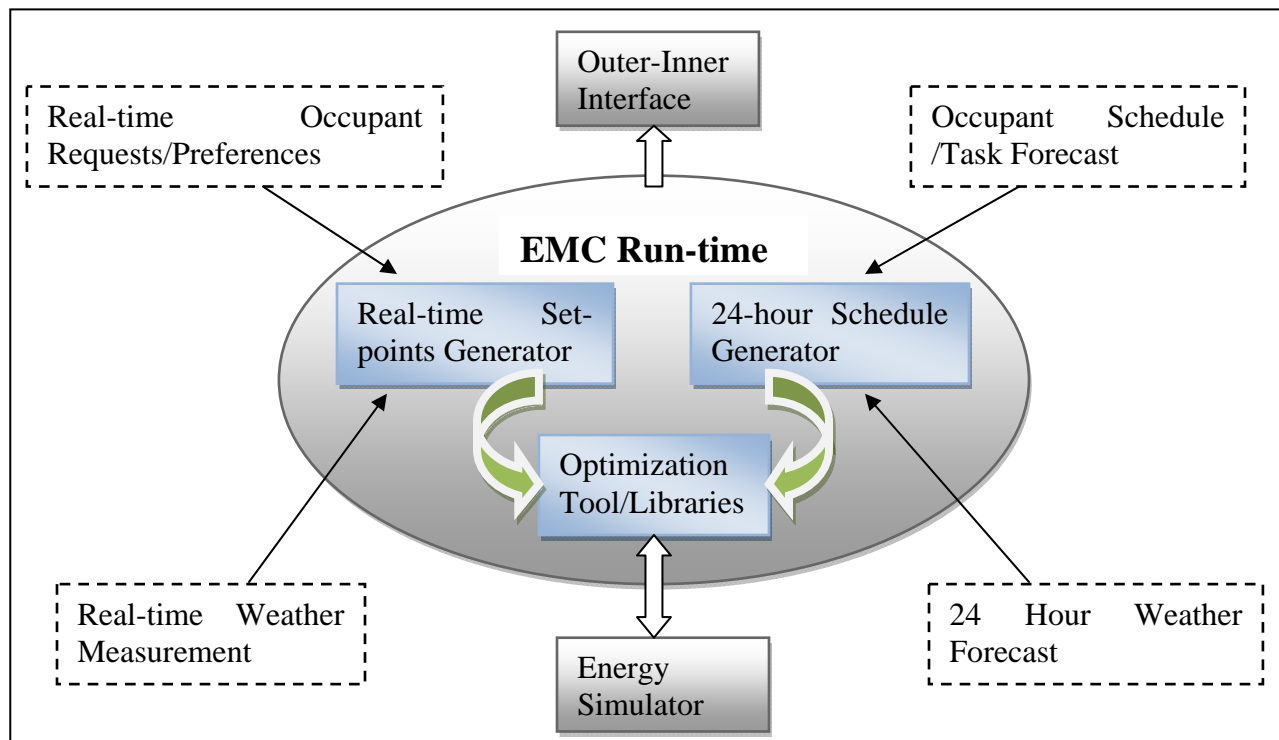 Outer-Inner
Interface
Real-time Occupant
Requests/Preferences
Occupant Schedule
/Task Forecast
EMC Run-time
Real-time Set-
points Generator
24-hour Schedule
Generator
Optimization
Tool/Libraries
Real-time Weather
Measurement
24 Hour Weather
Forecast
Energy
Simulator